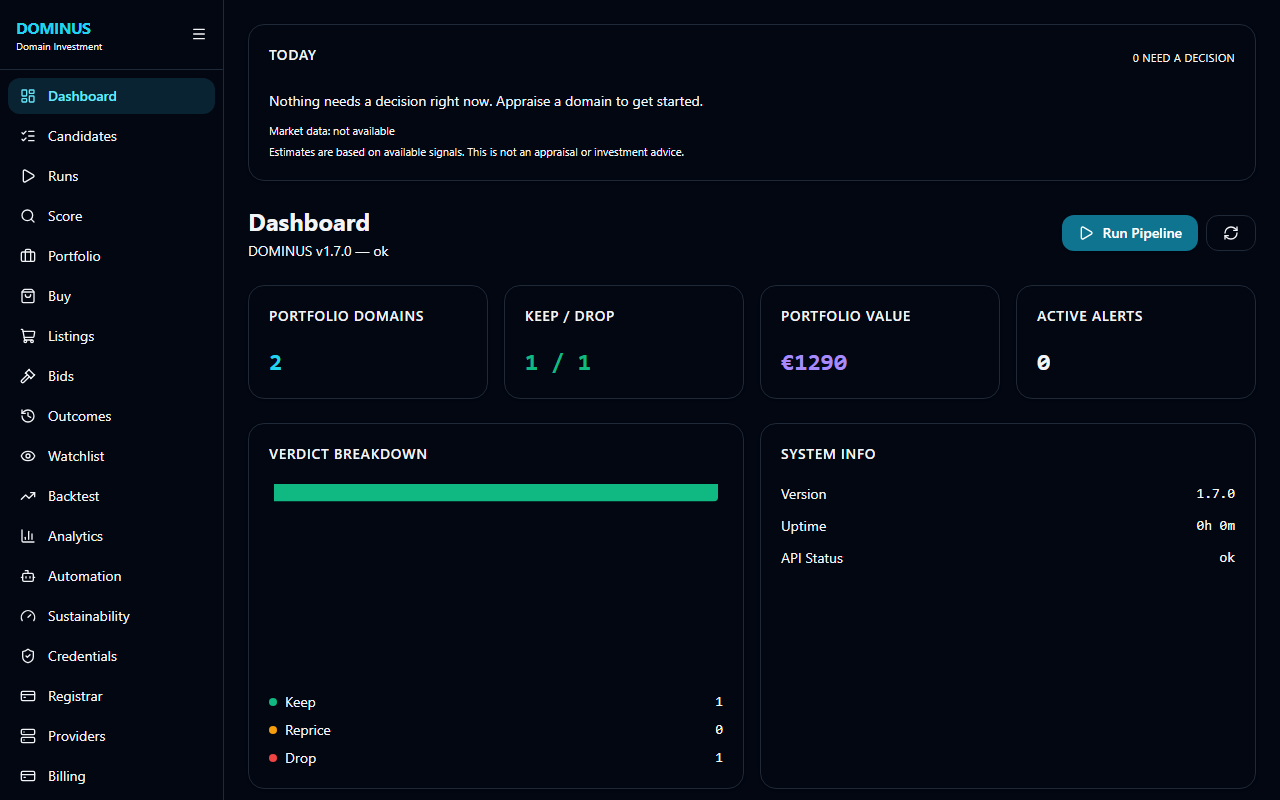 DOMINUS
Domain Investment
Dashboard
Candidates
Runs
Score
Portfolio
Buy
Listings
Bids
Outcomes
Watchlist
Backtest
Analytics
Automation
Sustainability
Credentials
Registrar
Providers
Billing
TODAY
0 NEED A DECISION
Nothing needs a decision right now. Appraise a domain to get started.
Market data: not available
Estimates are based on available signals. This is not an appraisal or investment advice.
Dashboard
DOMINUS v1.7.0 — ok
Run Pipeline
PORTFOLIO DOMAINS
2
KEEP / DROP
1 / 1
PORTFOLIO VALUE
€1290
ACTIVE ALERTS
0
VERDICT BREAKDOWN
Keep 1
Reprice 0
Drop 1
SYSTEM INFO
Version 1.7.0
Uptime 0h 0m
API Status ok